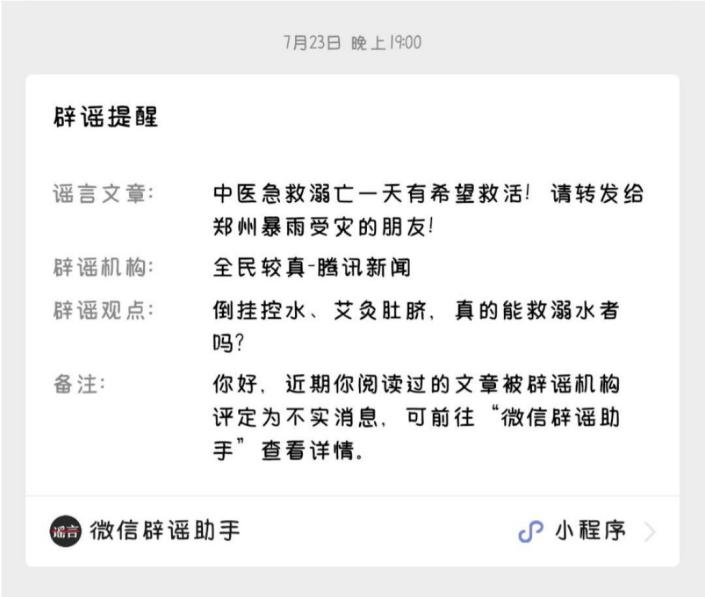 7月23日 晚上19:00
辟谣提醒
谣言文章: 中医急救溺亡一天有希望救活! 请转发给
郑州暴雨受灾的朋友!
辟谣机构: 全民较真-腾讯新闻
辟谣观点: 倒挂控水、艾灸肚脐, 真的能救溺水者
吗?
备注: 你好, 近期你阅读过的文章被辟谣机构
评定为不实消息, 可前往 “微信辟谣助
手” 查看详情。
谣言 微信辟谣助手 小程序